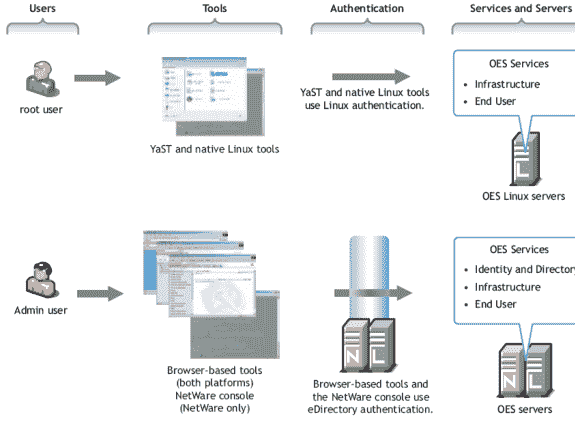 Users
Tools
Authentication
Services and Servers
root user
YaST and native Linux tools
YaST and native Linux tools
use Linux authentication.
OES Services
• Infrastructure
• End User
L
OES Linux servers
Admin user
Browser-based tools
(both platforms)
NetWare console
(NetWare only)
N
L
Browser-based tools and
the NetWare console use
eDirectory authentication.
OES Services
• Identity and Directory
• Infrastructure
• End User
N
L
OES servers